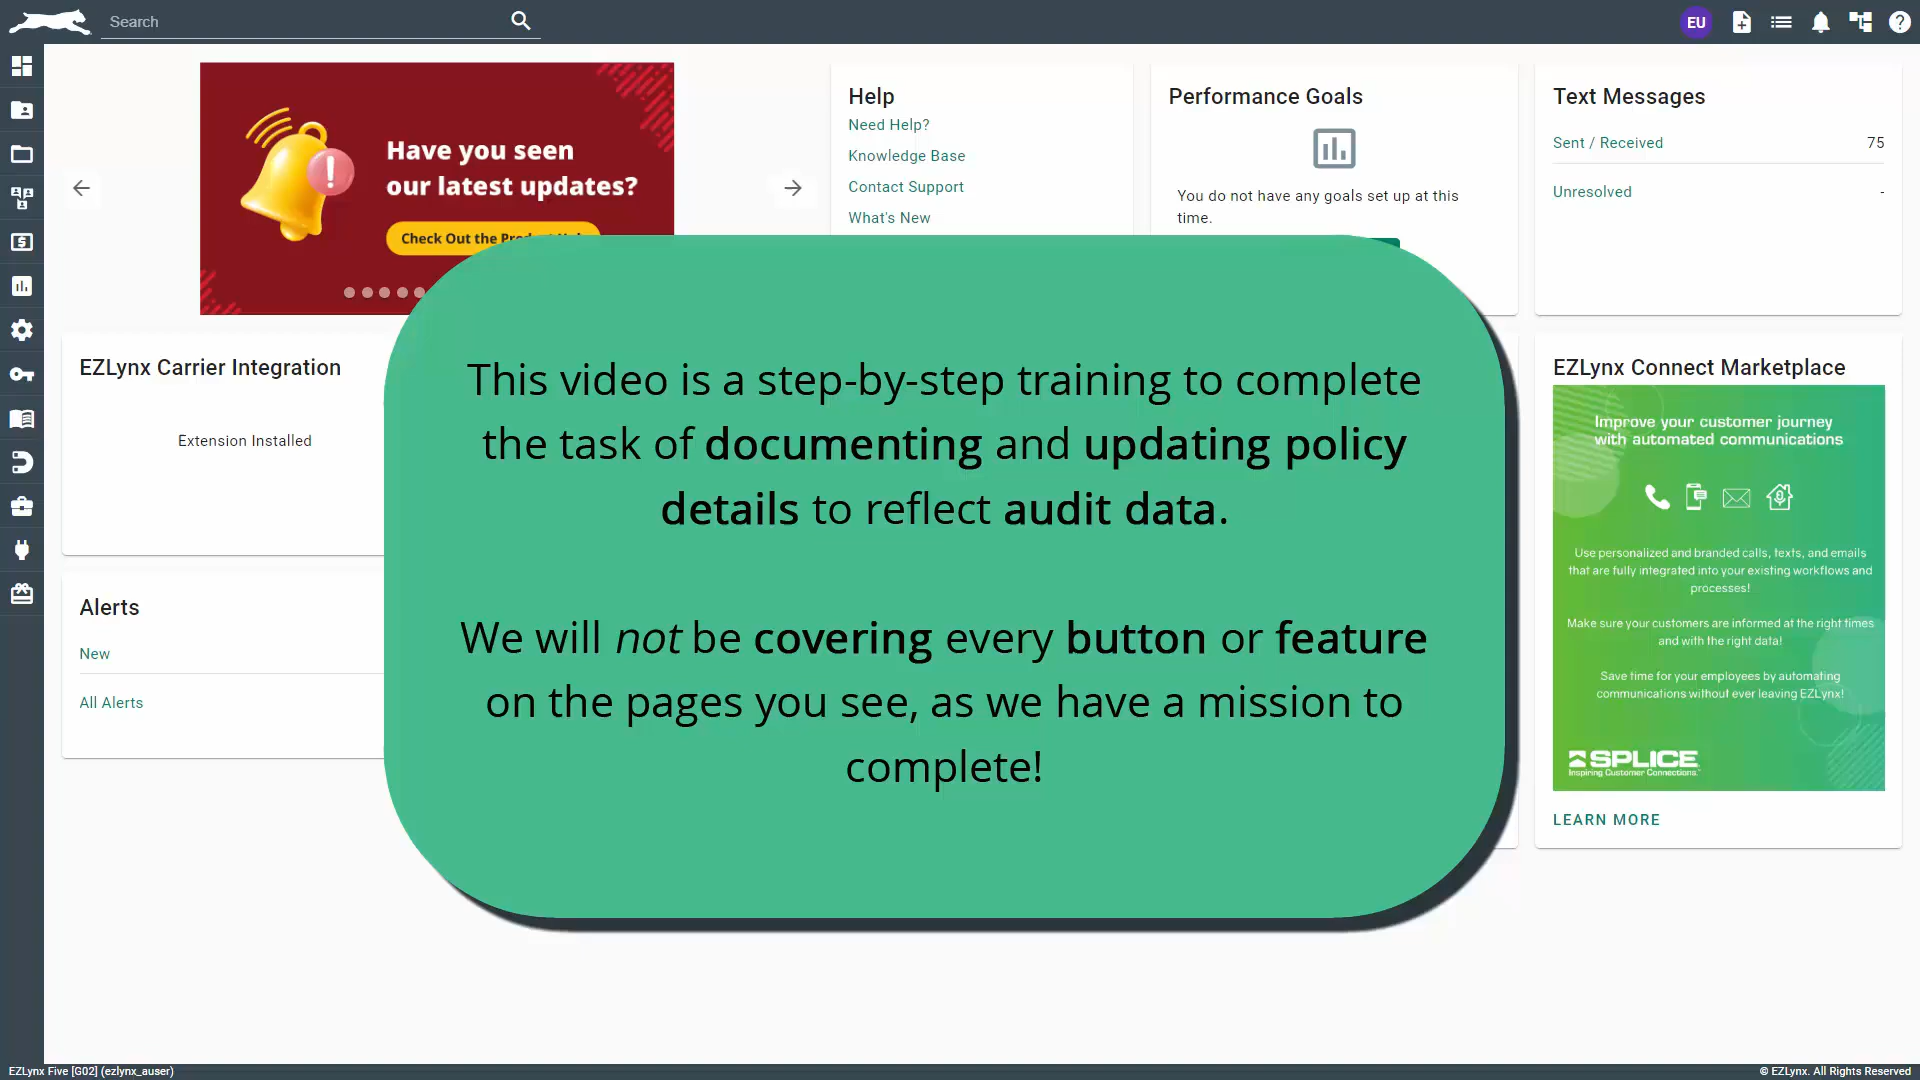 Search
EU
Have you seen
our latest updates?
Check Out the
Help
Need Help?
Knowledge Base
Contact Support
What's New
Performance Goals
You do not have any goals set up at this
time.
Text Messages
Sent / Received 75
Unresolved -
EZLynx Carrier Integration
Extension Installed
Alerts
New
All Alerts
This video is a step-by-step training to complete
the task of documenting and updating policy
details to reflect audit data.
We will not be covering every button or feature
on the pages you see, as we have a mission to
complete!
EZLynx Connect Marketplace
Improve your customer journey
with automated communications
Use personalized and branded calls, texts, and emails
that are fully integrated into your existing workflows and
processes!
Make sure your customers are informed at the right times
and with the right data!
Save time for your employees by automating
communications without ever leaving EZLynx!
SPLICE
Inspiring Customer Connections.
LEARN MORE
EZLynx Five [G02] (ezlynx_auser)
© EZLynx. All Rights Reserved